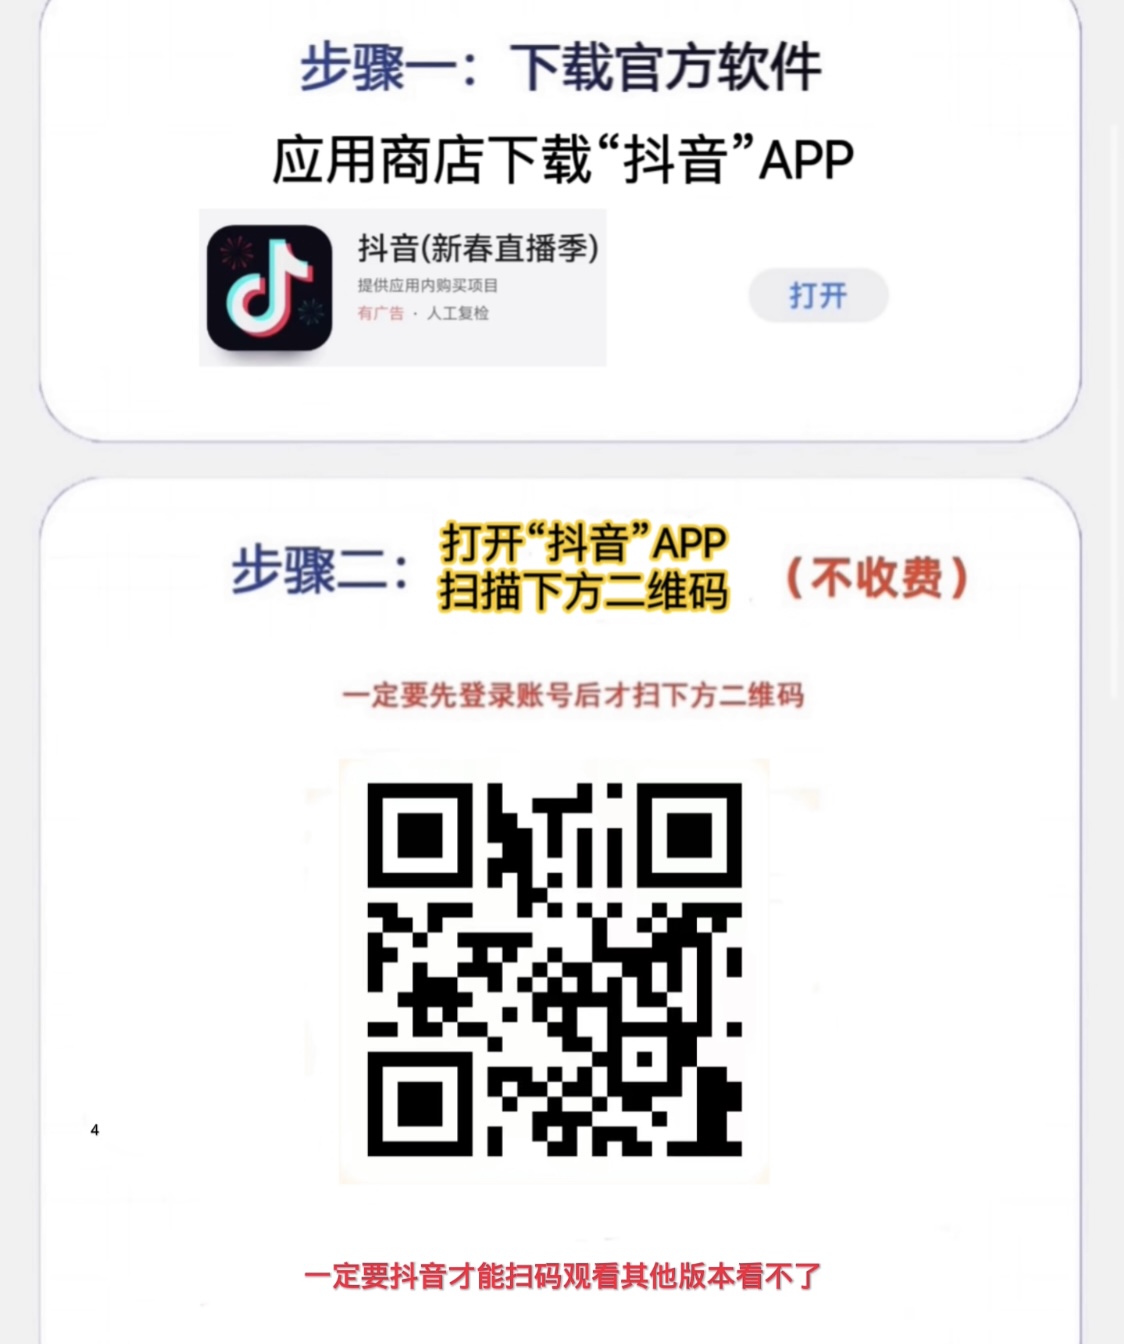 步骤一：下载官方软件
应用商店下载“抖音”APP
抖音(新春直播季)
提供应用内购买项目
有广告 · 人工复检
打开
步骤二：
打开“抖音”APP
扫描下方二维码
（不收费）
一定要先登录账号后才扫下方二维码
4
一定要抖音才能扫码观看其他版本看不了